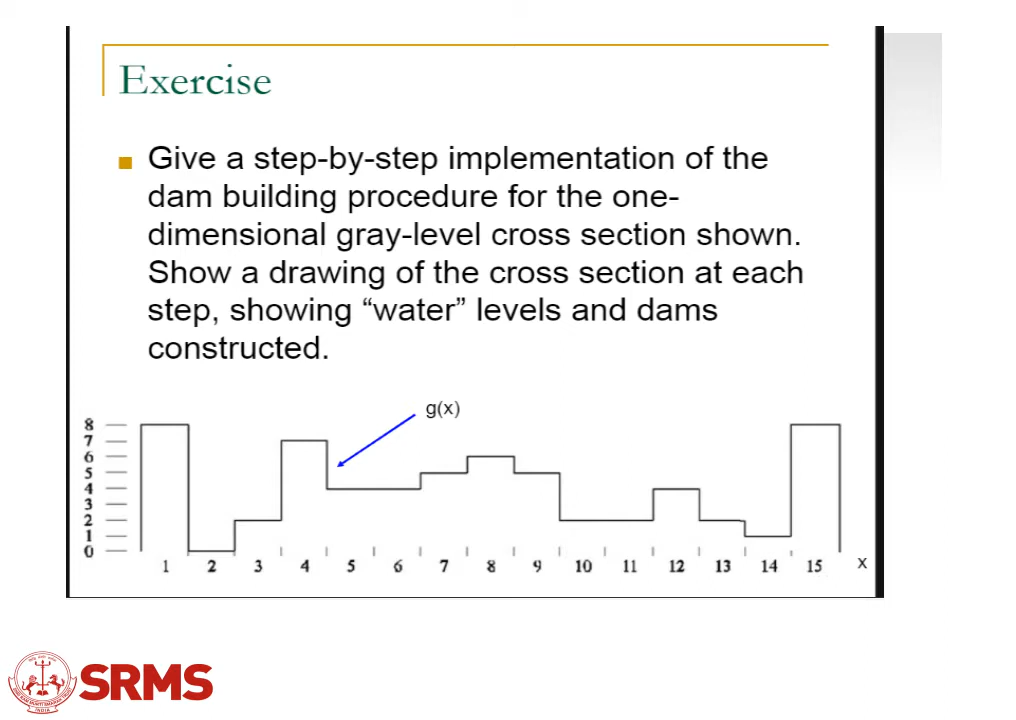 Exercise
Give a step-by-step implementation of the
dam building procedure for the one-
dimensional gray-level cross section shown.
Show a drawing of the cross section at each
step, showing “water” levels and dams
constructed.
g(x)
8
7
6
5
4
3
2
1
0
1 2 3 4 5 6 7 8 9 10 11 12 13 14 15 x
SRMS